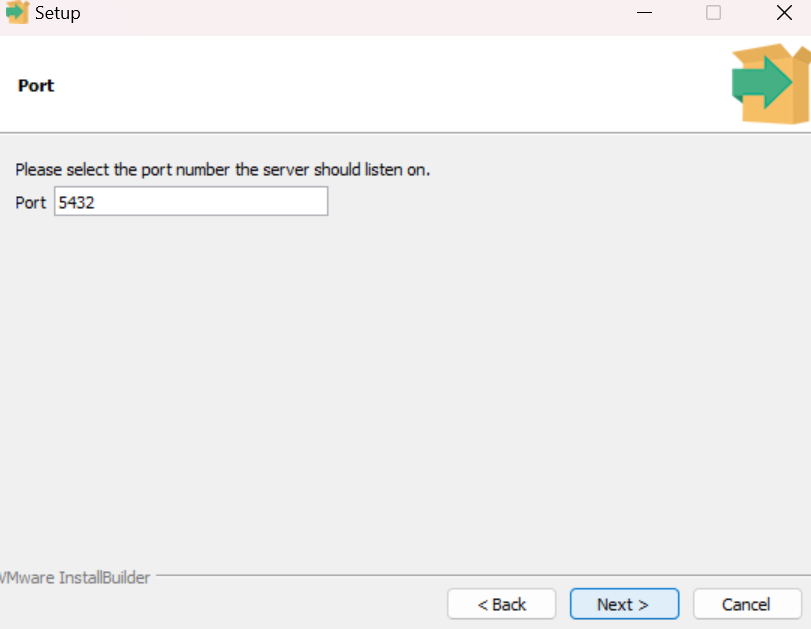 Setup
Port
Please select the port number the server should listen on.
Port 5432
VMware InstallBuilder
< Back Next > Cancel